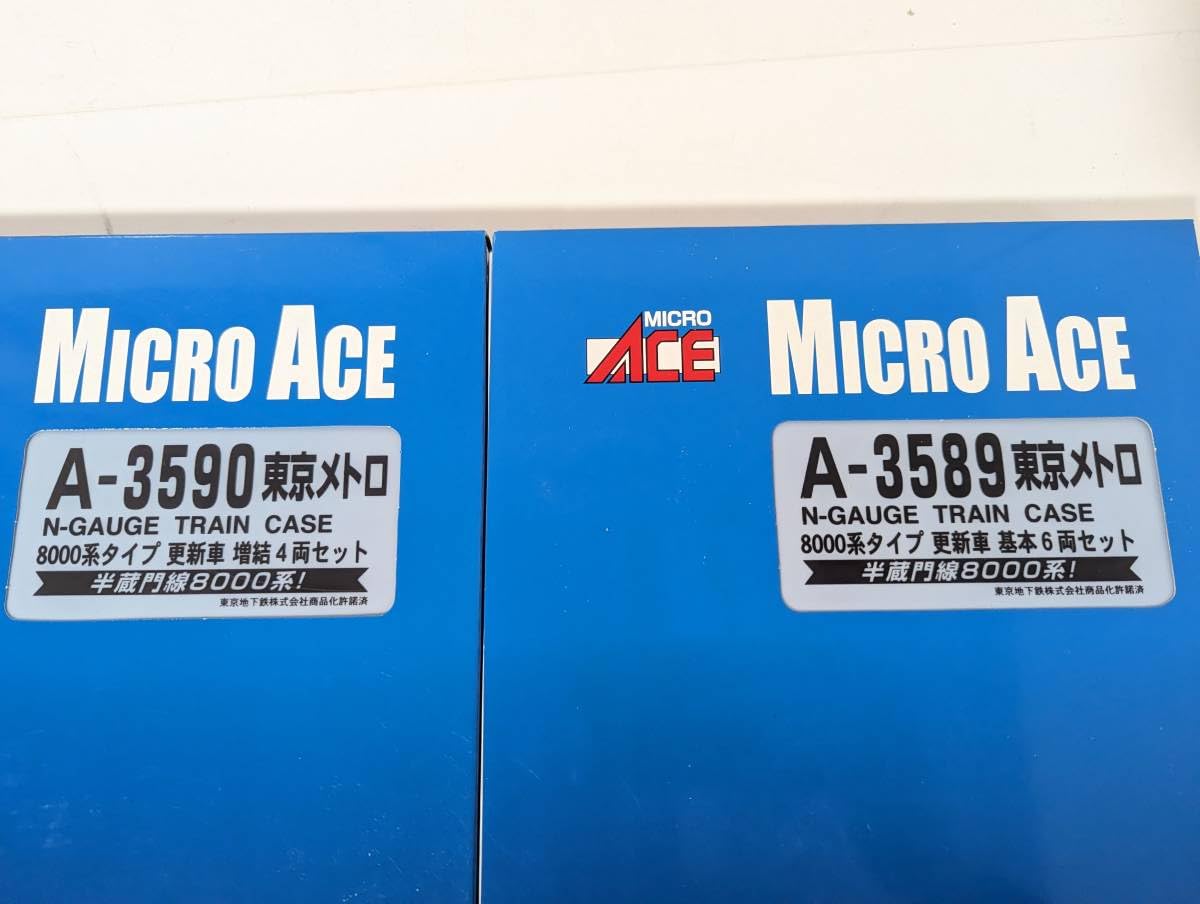 MICRO ACE
A-3590 東京メトロ
N-GAUGE TRAIN CASE
8000系タイプ 更新車 増結4両セット
半蔵門線8000系!
東京地下鉄株式会社商品化許諾済
MICRO
ACE
MICRO ACE
A-3589 東京メトロ
N-GAUGE TRAIN CASE
8000系タイプ 更新車 基本6両セット
半蔵門線8000系!
東京地下鉄株式会社商品化許諾済